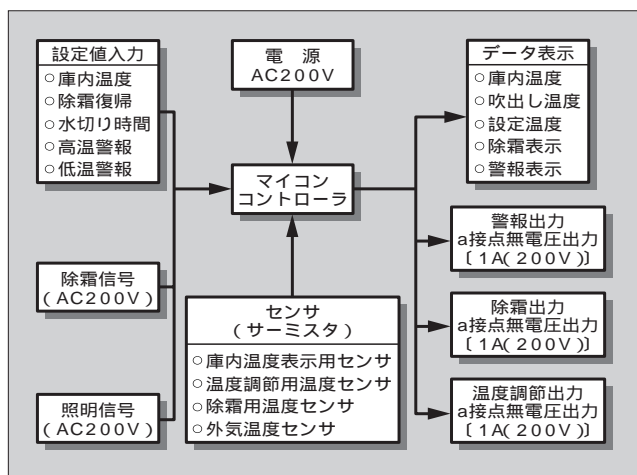 設定値入力
○庫内温度
○除霜復帰
○水切り時間
○高温警報
○低温警報
除霜信号
(AC200V)
照明信号
(AC200V)
電 源
AC200V
マイコン
コントローラ
センサ
(サーミスタ)
○庫内温度表示用センサ
○温度調節用温度センサ
○除霜用温度センサ
○外気温度センサ
データ表示
○庫内温度
○吹出し温度
○設定温度
○除霜表示
○警報表示
警報出力
a接点無電圧出力
〔1A(200V)〕
除霜出力
a接点無電圧出力
〔1A(200V)〕
温度調節出力
a接点無電圧出力
〔1A(200V)〕